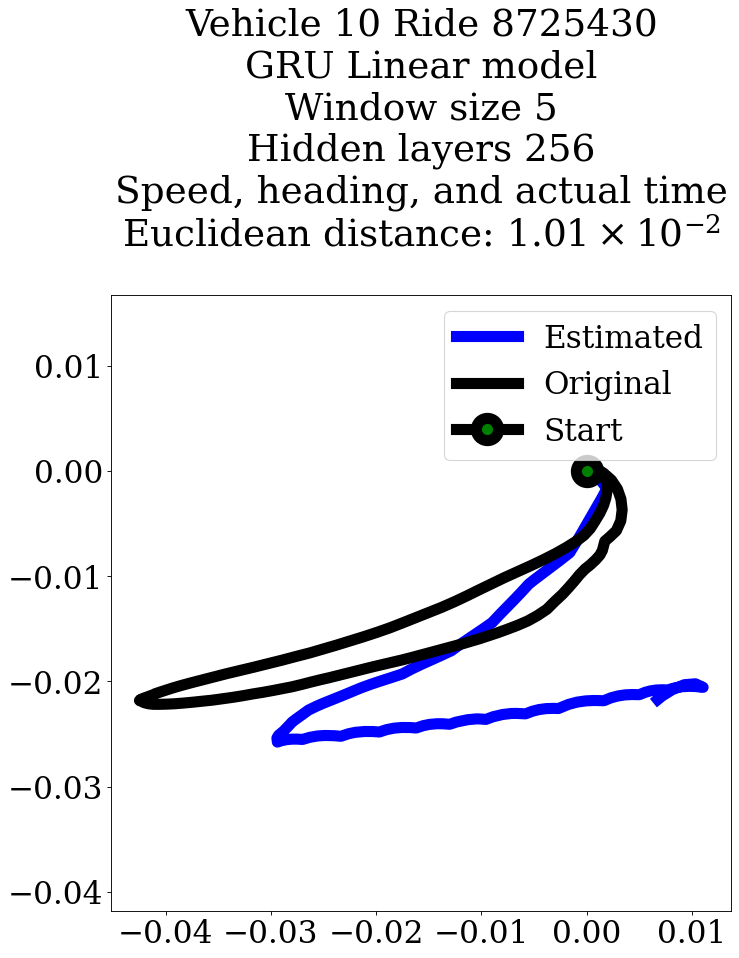 Vehicle 10 Ride 8725430
GRU Linear model
Window size 5
Hidden layers 256
Speed, heading, and actual time
Euclidean distance: 1.01 × 10⁻²
Estimated
Original
Start
0.01
0.00
−0.01
−0.02
−0.03
−0.04
−0.04 −0.03 −0.02 −0.01 0.00 0.01